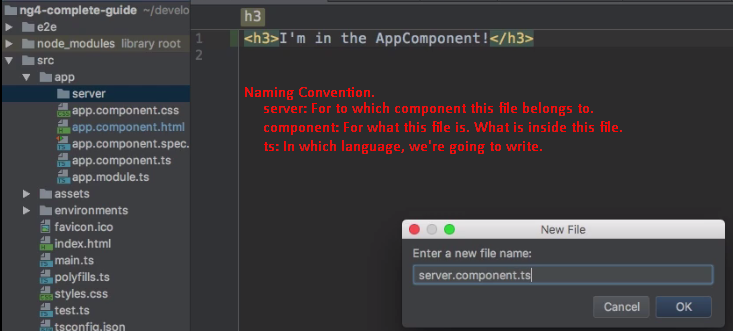 ng4-complete-guide ~/develo
e2e
node_modules library root
src
app
server
app.component.css
app.component.html
app.component.spec.
app.component.ts
app.module.ts
assets
environments
favicon.ico
index.html
main.ts
polyfills.ts
styles.css
test.ts
tsconfig.json
h3
1 <h3>I'm in the AppComponent!</h3>
2
Naming Convention.
server: For to which component this file belongs to.
component: For what this file is. What is inside this file.
ts: In which language, we're going to write.
New File
Enter a new file name:
server.component.ts
Cancel OK